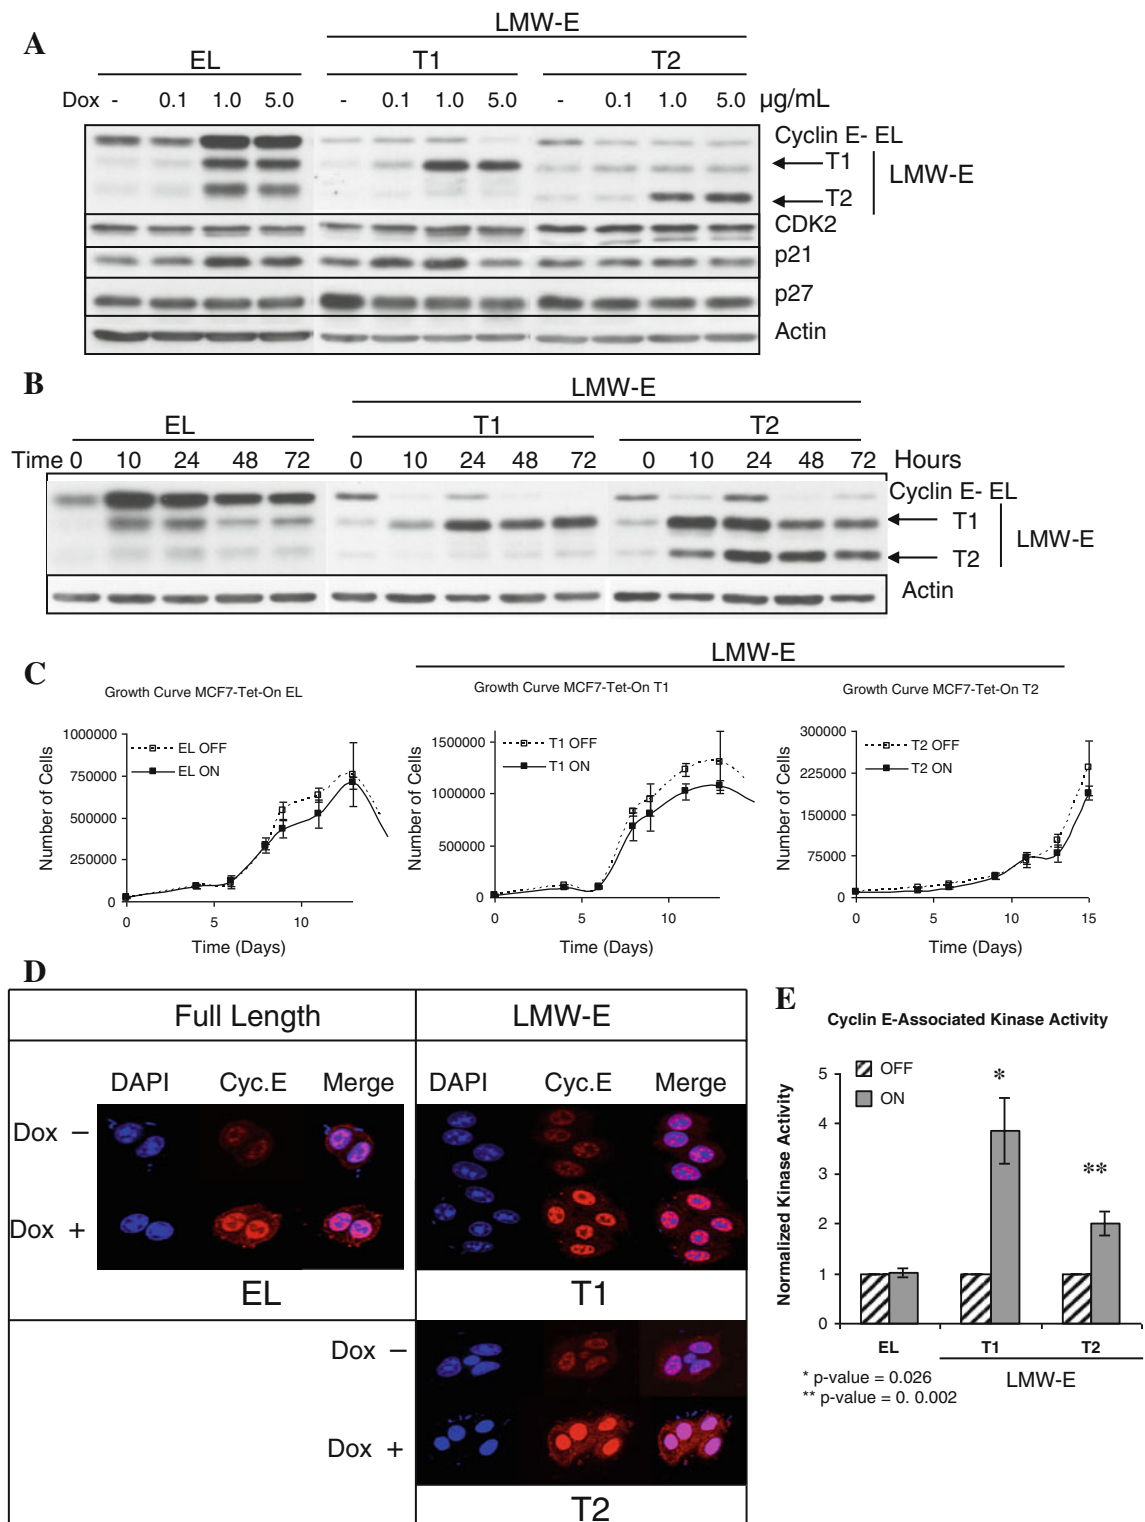 A
LMW-E
EL T1 T2
Dox - 0.1 1.0 5.0 - 0.1 1.0 5.0 - 0.1 1.0 5.0 µg/mL
Cyclin E- EL
T1
T2
LMW-E
CDK2
p21
p27
Actin
B
LMW-E
EL T1 T2
Time 0 10 24 48 72 0 10 24 48 72 0 10 24 48 72 Hours
Cyclin E- EL
T1
T2
LMW-E
Actin
C
LMW-E
Growth Curve MCF7-Tet-On EL
Number of Cells
1000000
750000
500000
250000
0
EL OFF
EL ON
0 5 10
Time (Days)
Growth Curve MCF7-Tet-On T1
Number of Cells
1500000
1000000
500000
0
T1 OFF
T1 ON
0 5 10
Time (Days)
Growth Curve MCF7-Tet-On T2
Number of Cells
300000
225000
150000
75000
0
T2 OFF
T2 ON
0 5 10 15
Time (Days)
D
Full Length LMW-E
DAPI Cyc.E Merge DAPI Cyc.E Merge
Dox –
Dox +
EL T1
Dox –
Dox +
T2
E
Cyclin E-Associated Kinase Activity
Normalized Kinase Activity
OFF
ON
5
4
3
2
1
0
*
**
EL T1 T2
LMW-E
* p-value = 0.026
** p-value = 0. 0.002